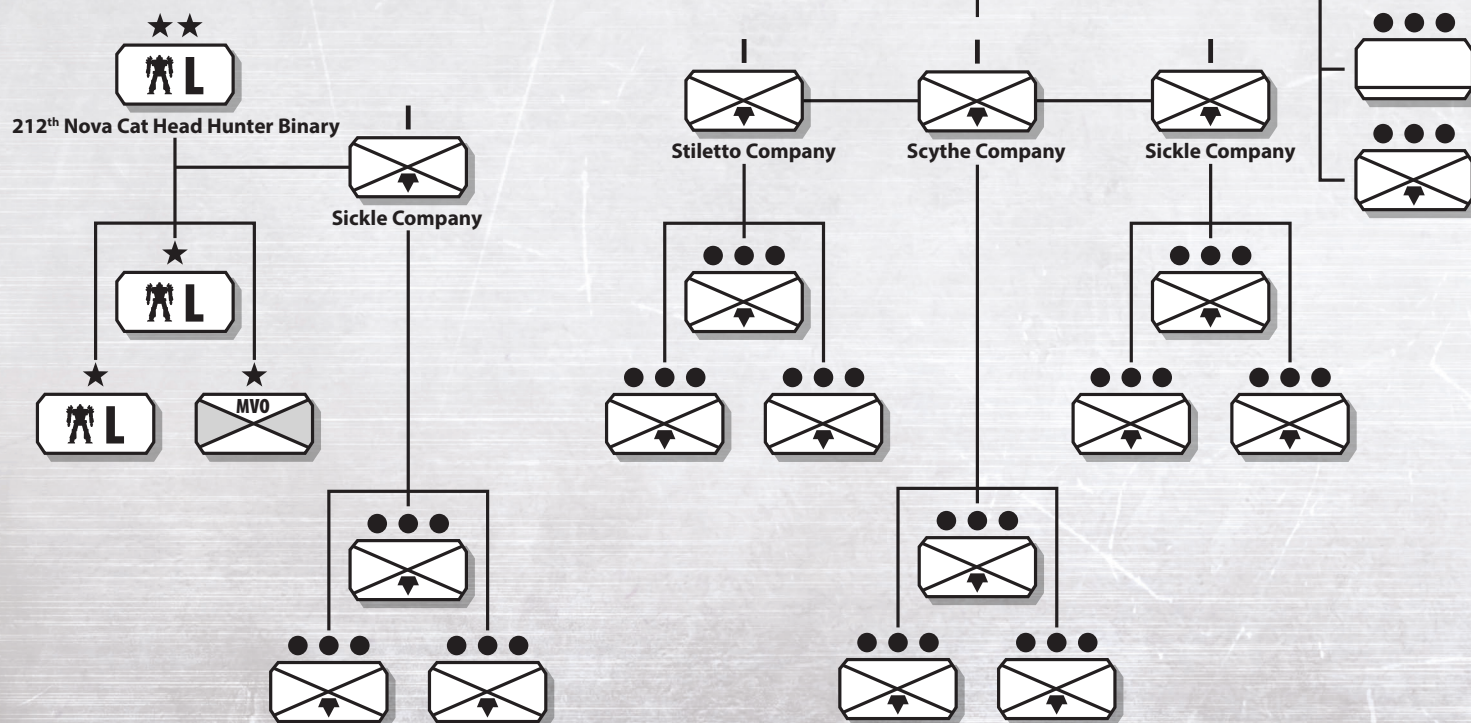 L
212th Nova Cat Head Hunter Binary
Sickle Company
L
L
MVO
Stiletto Company
Scythe Company
Sickle Company